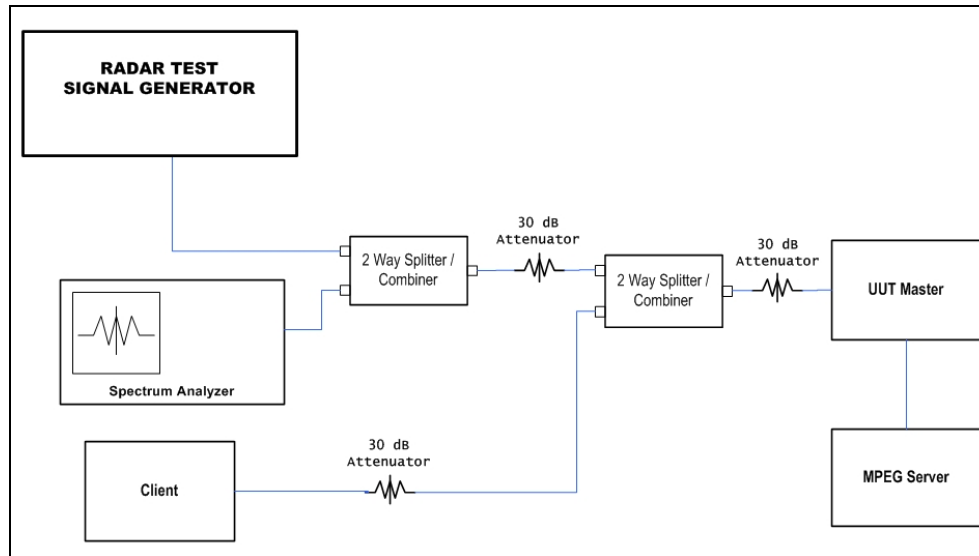 RADAR TEST
SIGNAL GENERATOR
30 dB
Attenuator
2 Way Splitter /
Combiner
30 dB
Attenuator
2 Way Splitter /
Combiner
UUT Master
Spectrum Analyzer
30 dB
Attenuator
Client
MPEG Server